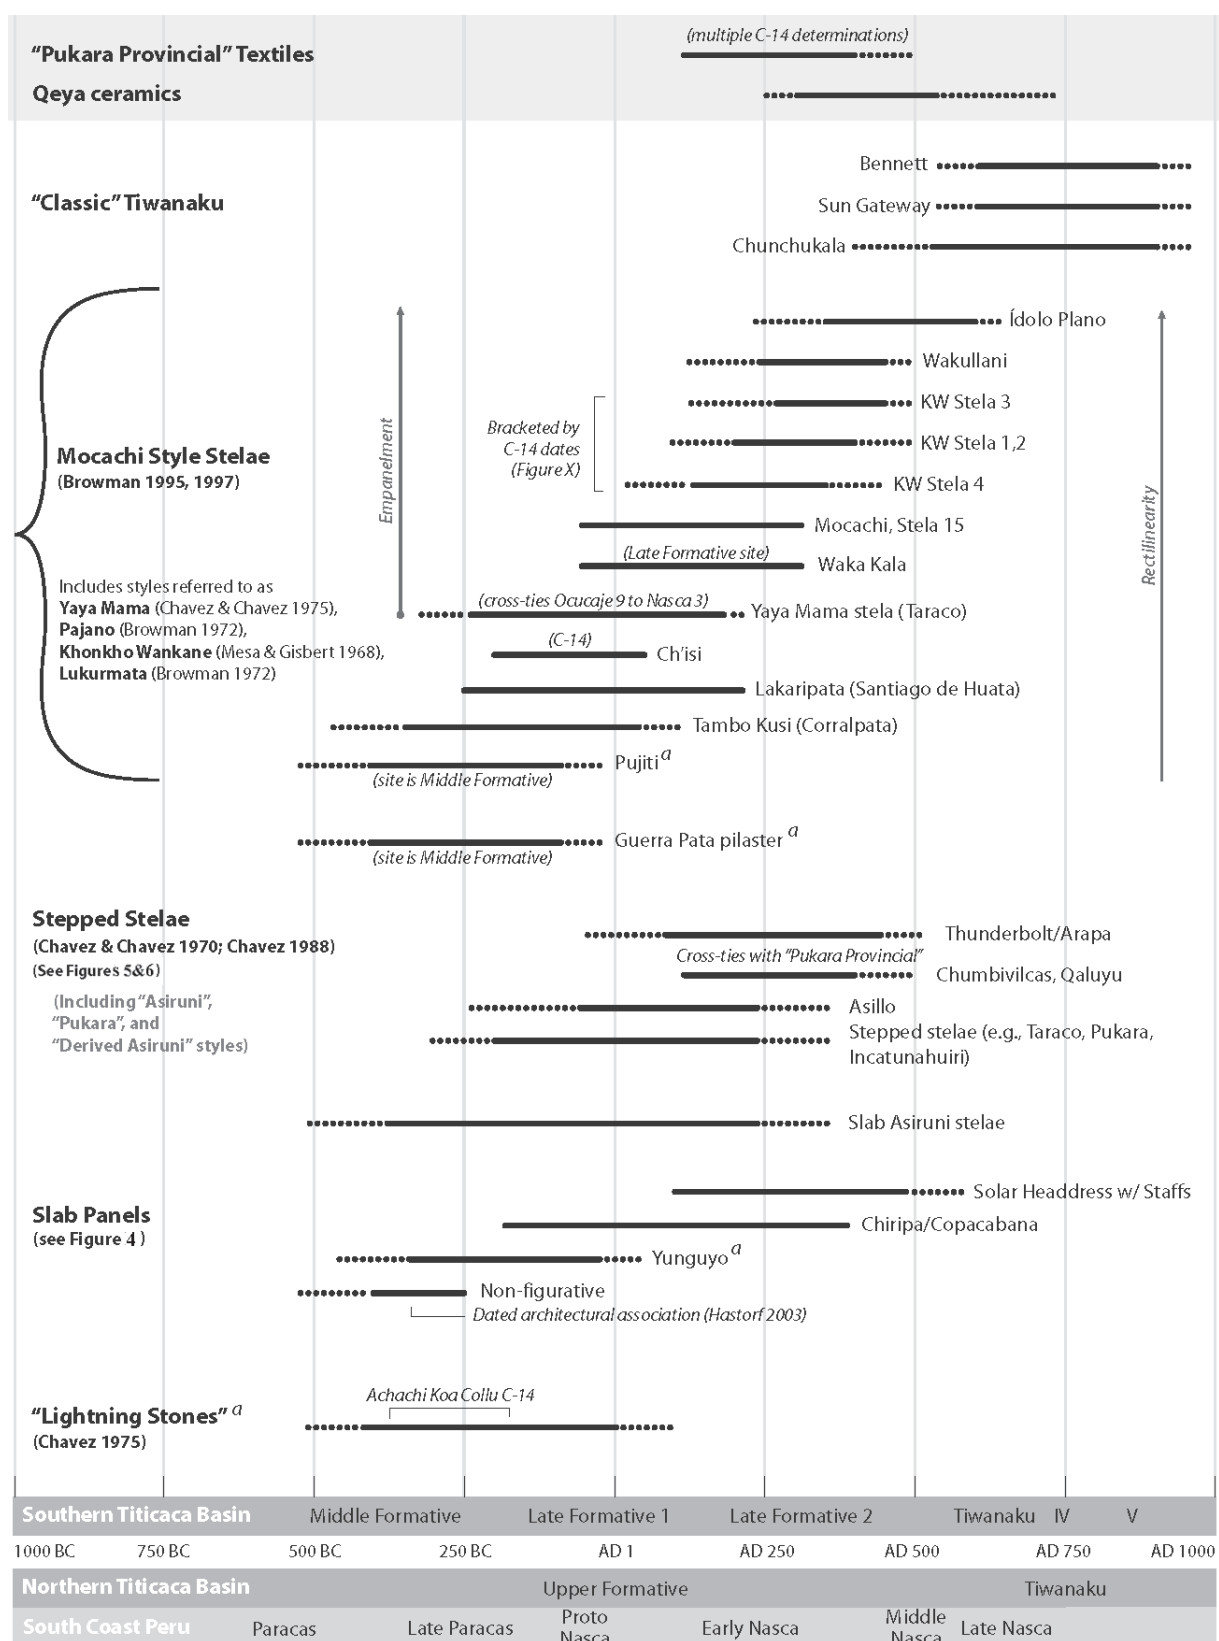 “Pukara Provincial” Textiles
(multiple C-14 determinations)
Qeya ceramics
Bennett
“Classic” Tiwanaku
Sun Gateway
Chunchukala
Ídolo Plano
Wakullani
KW Stela 3
Bracketed by
C-14 dates
(Figure X)
KW Stela 1,2
KW Stela 4
Empanelment
Rectilinearity
Mocachi Style Stelae
(Browman 1995, 1997)
Mocachi, Stela 15
(Late Formative site)
Waka Kala
Includes styles referred to as
Yaya Mama (Chavez & Chavez 1975),
Pajano (Browman 1972),
Khonkho Wankane (Mesa & Gisbert 1968),
Lukurmata (Browman 1972)
(cross-ties Ocucaje 9 to Nasca 3)
Yaya Mama stela (Taraco)
(C-14)
Ch’isi
Lakaripata (Santiago de Huata)
Tambo Kusi (Corralpata)
Pujiti a
(site is Middle Formative)
Guerra Pata pilaster a
(site is Middle Formative)
Stepped Stelae
(Chavez & Chavez 1970; Chavez 1988)
(See Figures 5&6)
(Including “Asiruni”,
“Pukara”, and
“Derived Asiruni” styles)
Thunderbolt/Arapa
Cross-ties with “Pukara Provincial”
Chumbivilcas, Qaluyu
Asillo
Stepped stelae (e.g., Taraco, Pukara,
Incatunahuiri)
Slab Asiruni stelae
Solar Headdress w/ Staffs
Slab Panels
(see Figure 4 )
Chiripa/Copacabana
Yunguyo a
Non-figurative
Dated architectural association (Hastorf 2003)
Achachi Koa Collu C-14
“Lightning Stones” a
(Chavez 1975)
Southern Titicaca Basin Middle Formative Late Formative 1 Late Formative 2 Tiwanaku IV V
1000 BC 750 BC 500 BC 250 BC AD 1 AD 250 AD 500 AD 750 AD 1000
Northern Titicaca Basin Upper Formative Tiwanaku
South Coast Peru Paracas Late Paracas Proto Nasca Early Nasca Middle Nasca Late Nasca